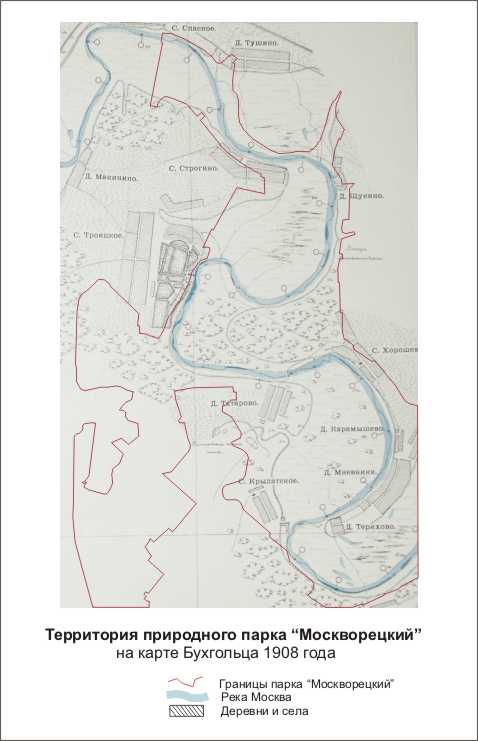 С. Спасное.
Д. Тушино.
С. Строгино.
Д. Мякинино.
Д. Щукино.
С. Троицкое.
С. Хорошев
Д. Татарово.
Д. Карамышево.
Д. Мневники.
С. Крылатское.
Д. Терехово.
Территория природного парка “Москворецкий”
на карте Бухгольца 1908 года
Границы парка “Москворецкий”
Река Москва
Деревни и села